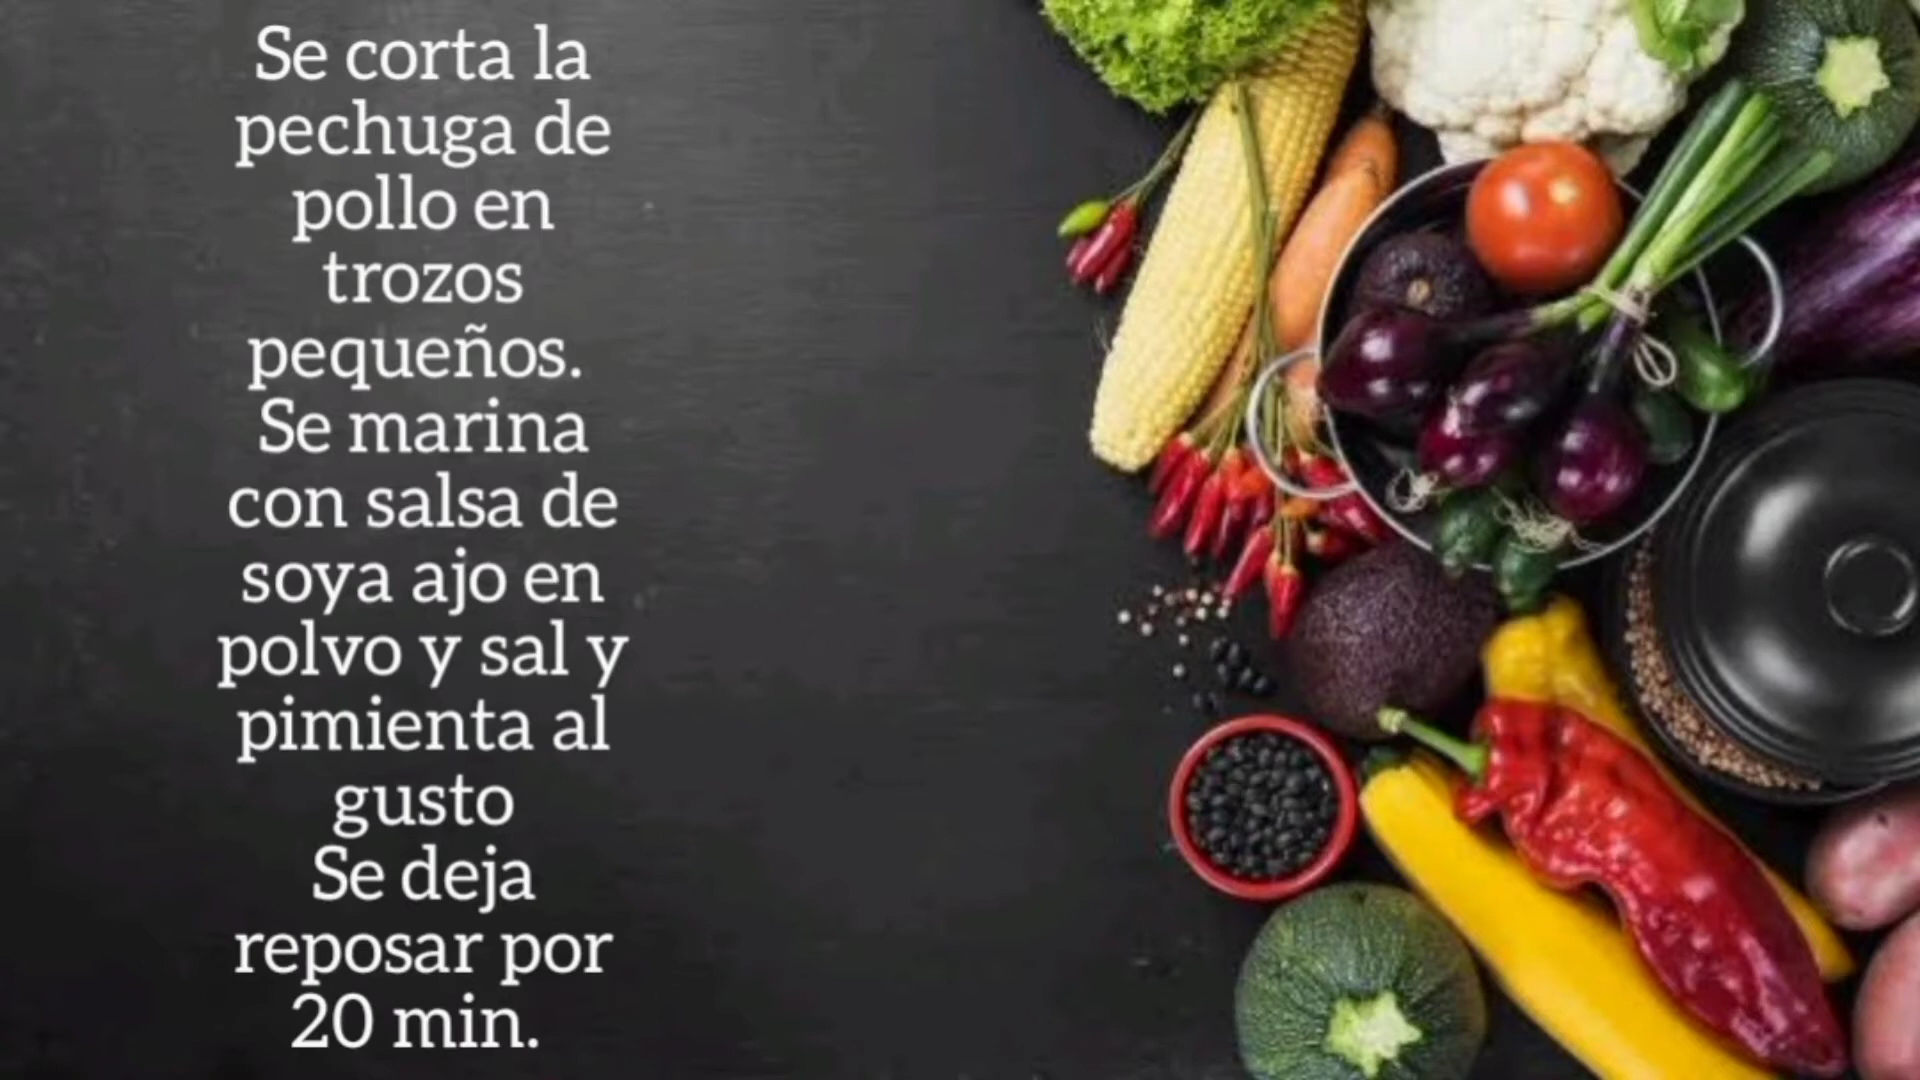 Se corta la
pechuga de
pollo en
trozos
pequeños.
Se marina
con salsa de
soya ajo en
polvo y sal y
pimienta al
gusto
Se deja
reposar por
20 min.